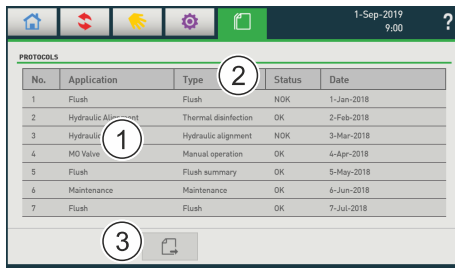 1-Sep-2019
9:00
?
PROTOCOLS
No. Application Type Status Date
2
1 Flush Flush NOK 1-Jan-2018
2 Hydraulic Alignment Thermal disinfection OK 2-Feb-2018
3 Hydraulic Hydraulic alignment NOK 3-Mar-2018
1
4 MO Valve Manual operation OK 4-Apr-2018
5 Flush Flush summary OK 5-May-2018
6 Maintenance Maintenance OK 6-Jun-2018
7 Flush Flush OK 7-Jul-2018
3